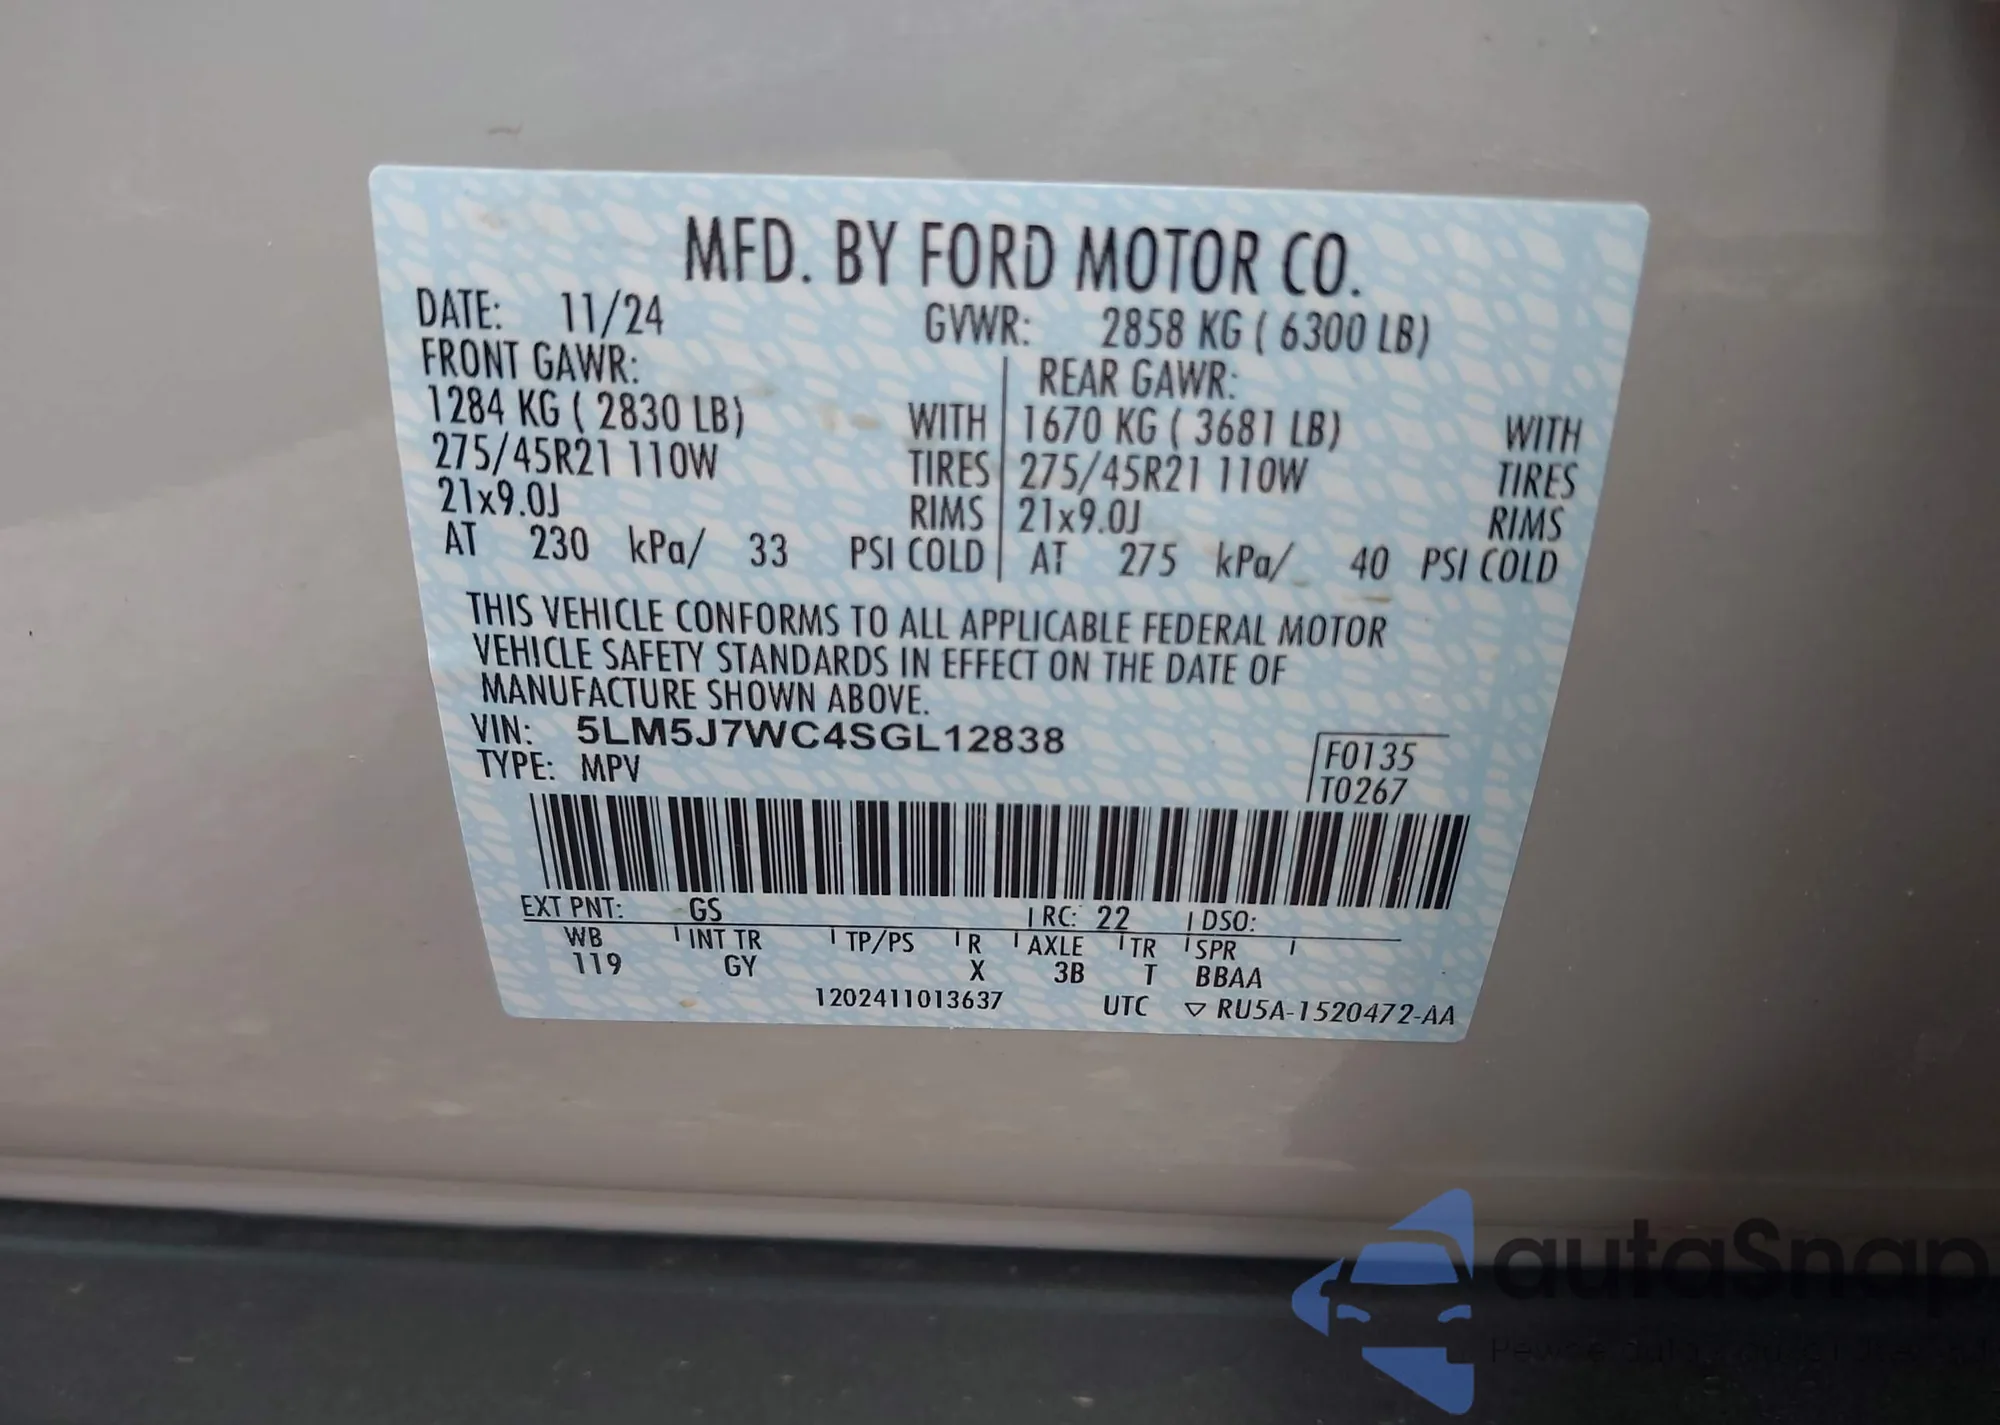 MFD. BY FORD MOTOR CO.
DATE: 11/24 GVWR: 2858 KG ( 6300 LB)
FRONT GAWR: REAR GAWR:
1284 KG ( 2830 LB) WITH 1670 KG ( 3681 LB) WITH
275/45R21 110W TIRES 275/45R21 110W TIRES
21x9.0J RIMS 21x9.0J RIMS
AT 230 kPa/ 33 PSI COLD AT 275 kPa/ 40 PSI COLD
THIS VEHICLE CONFORMS TO ALL APPLICABLE FEDERAL MOTOR
VEHICLE SAFETY STANDARDS IN EFFECT ON THE DATE OF
MANUFACTURE SHOWN ABOVE.
VIN: 5LM5J7WC4SGL12838
TYPE: MPV
F0135
T0267
EXT PNT: GS RC: 22 DSO:
WB INT TR TP/PS R AXLE TR SPR
119 GY X 3B T BBAA
1202411013637 UTC ▽ RU5A-1520472-AA
autaSnap